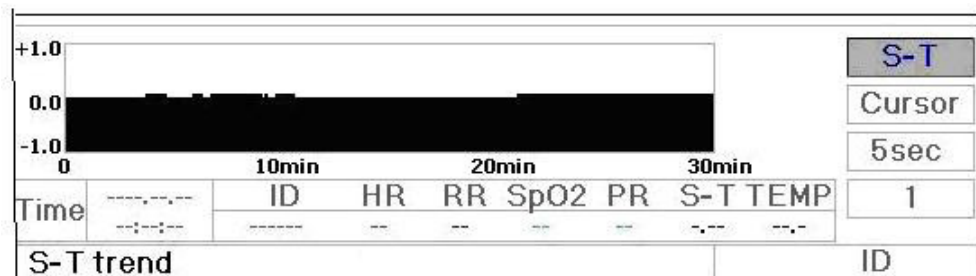 +1.0
S-T
0.0
Cursor
-1.0
0 10min 20min 30min
5sec
Time ----.--.-- ID HR RR SpO2 PR S-T TEMP
1
--:--:-- ------ -- -- -- -- -.-- --.-
S-T trend ID